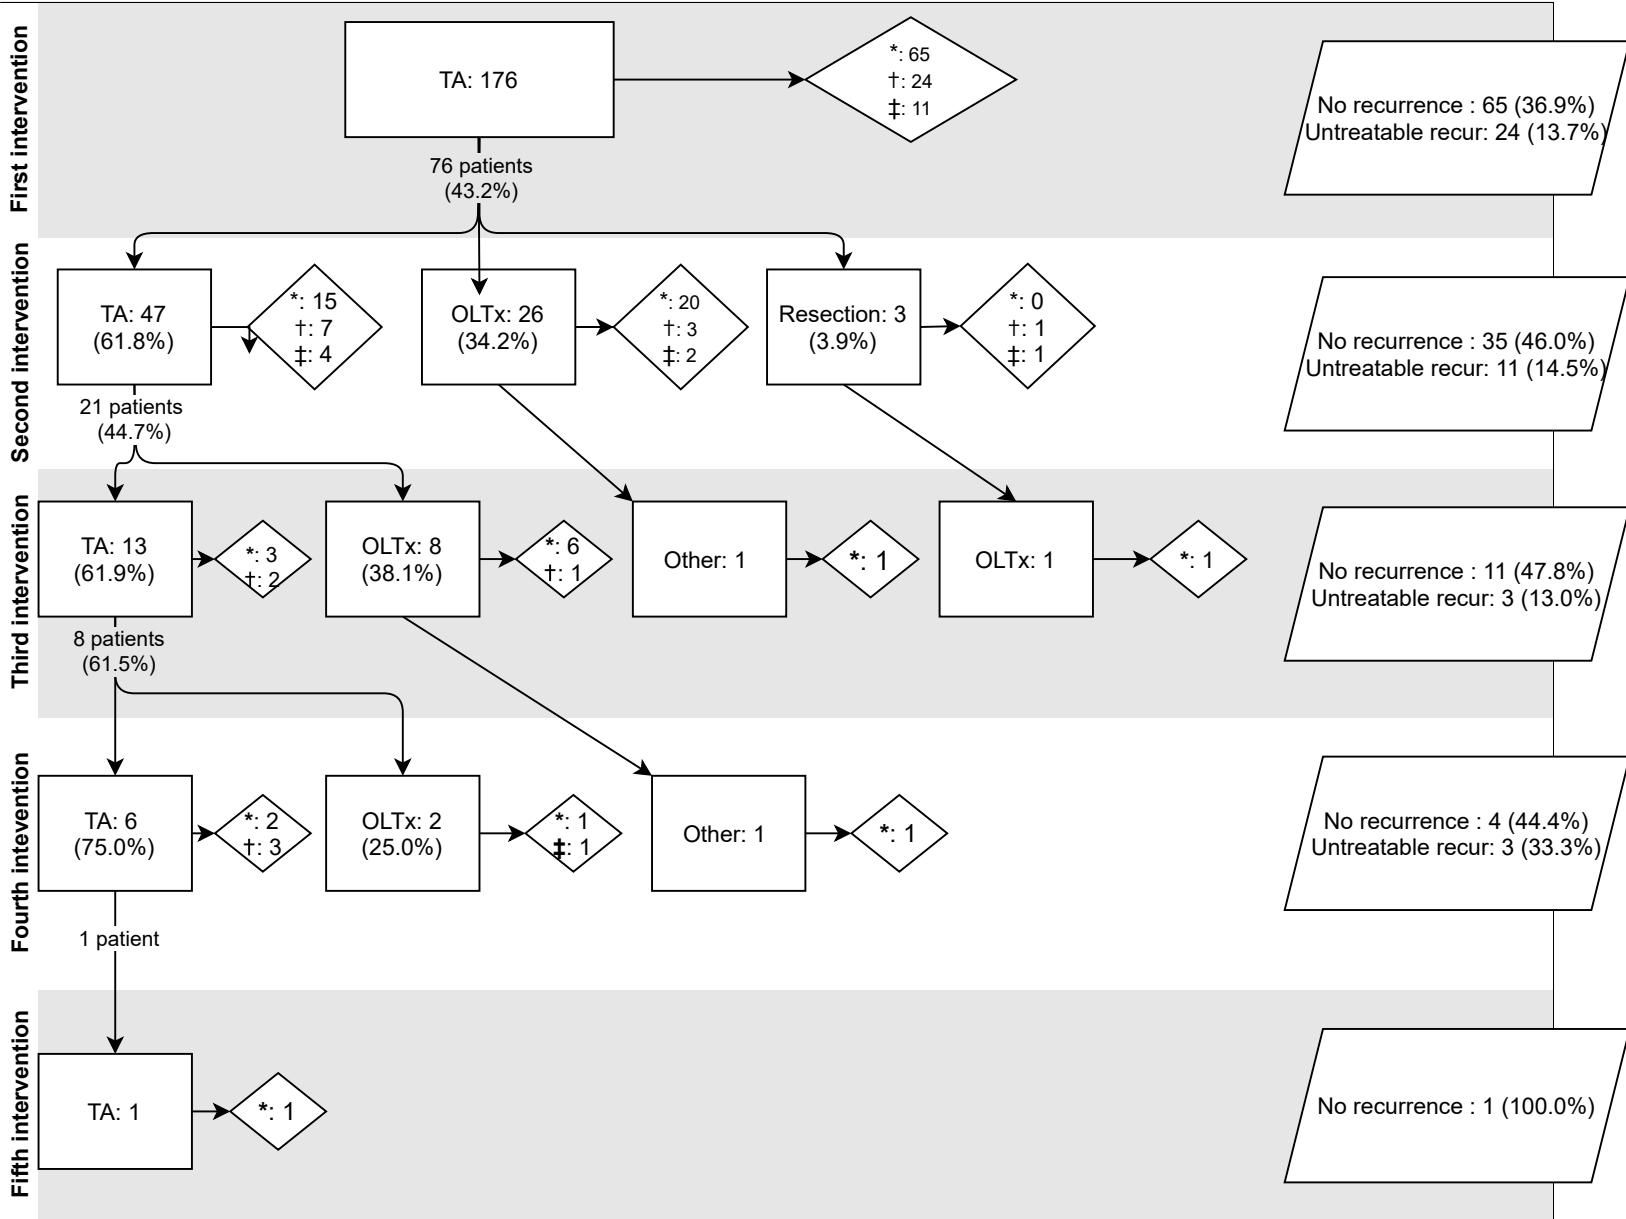 First intervention
TA: 176
*: 65
†: 24
‡: 11
No recurrence : 65 (36.9%)
Untreatable recur: 24 (13.7%)
76 patients
(43.2%)
Second intervention
TA: 47
(61.8%)
*: 15
†: 7
‡: 4
OLTx: 26
(34.2%)
*: 20
†: 3
‡: 2
Resection: 3
(3.9%)
*: 0
†: 1
‡: 1
No recurrence : 35 (46.0%)
Untreatable recur: 11 (14.5%)
21 patients
(44.7%)
Third intervention
TA: 13
(61.9%)
*: 3
†: 2
OLTx: 8
(38.1%)
*: 6
†: 1
Other: 1
*: 1
OLTx: 1
*: 1
No recurrence : 11 (47.8%)
Untreatable recur: 3 (13.0%)
8 patients
(61.5%)
Fourth intevention
TA: 6
(75.0%)
*: 2
†: 3
OLTx: 2
(25.0%)
*: 1
‡: 1
Other: 1
*: 1
No recurrence : 4 (44.4%)
Untreatable recur: 3 (33.3%)
1 patient
Fifth intervention
TA: 1
*: 1
No recurrence : 1 (100.0%)